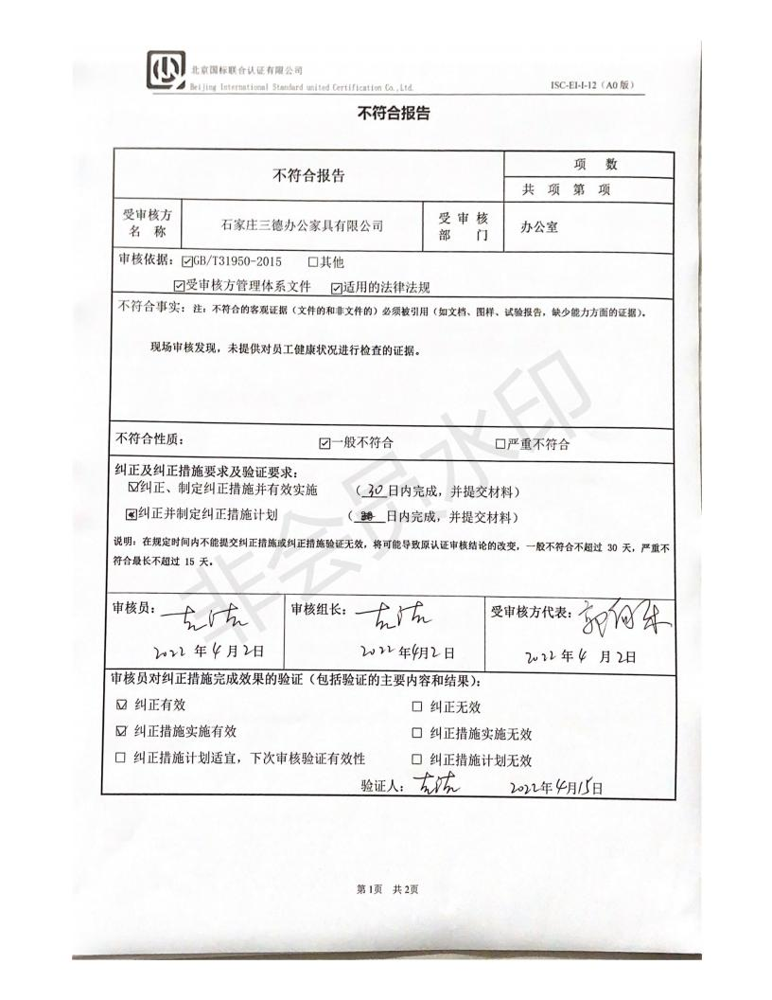 北京国标联合认证有限公司
Beijing International Standard united Certification Co.,Ltd.
ISC-EI-I-12（A0 版）
不符合报告
不符合报告
项 数
共 项 第 项
受审核方
名 称
石家庄三德办公家具有限公司
受 审 核
部 门
办公室
审核依据：☑GB/T31950-2015 □其他
☑受审核方管理体系文件 ☑适用的法律法规
不符合事实：注：不符合的客观证据（文件的和非文件的）必须被引用（如文档、图样、试验报告，缺少能力方面的证据）。
现场审核发现，未提供对员工健康状况进行检查的证据。
不符合性质：
☑一般不符合
□严重不符合
纠正及纠正措施要求及验证要求：
☑纠正、制定纠正措施并有效实施 （ 30 日内完成，并提交材料）
纠正并制定纠正措施计划 （ 日内完成，并提交材料）
说明：在规定时间内不能提交纠正措施或纠正措施验证无效，将可能导致原认证审核结论的改变，一般不符合不超过 30 天，严重不
符合最长不超过 15 天。
审核员：
2022 年 4 月 2日
审核组长：
2022 年4月2 日
受审核方代表：
2022 年 4 月 2日
审核员对纠正措施完成效果的验证（包括验证的主要内容和结果）：
☑ 纠正有效
□ 纠正无效
☑ 纠正措施实施有效
□ 纠正措施实施无效
□ 纠正措施计划适宜，下次审核验证有效性
□ 纠正措施计划无效
验证人： 2022年4月15日
第 1页 共 2页
非会员水印